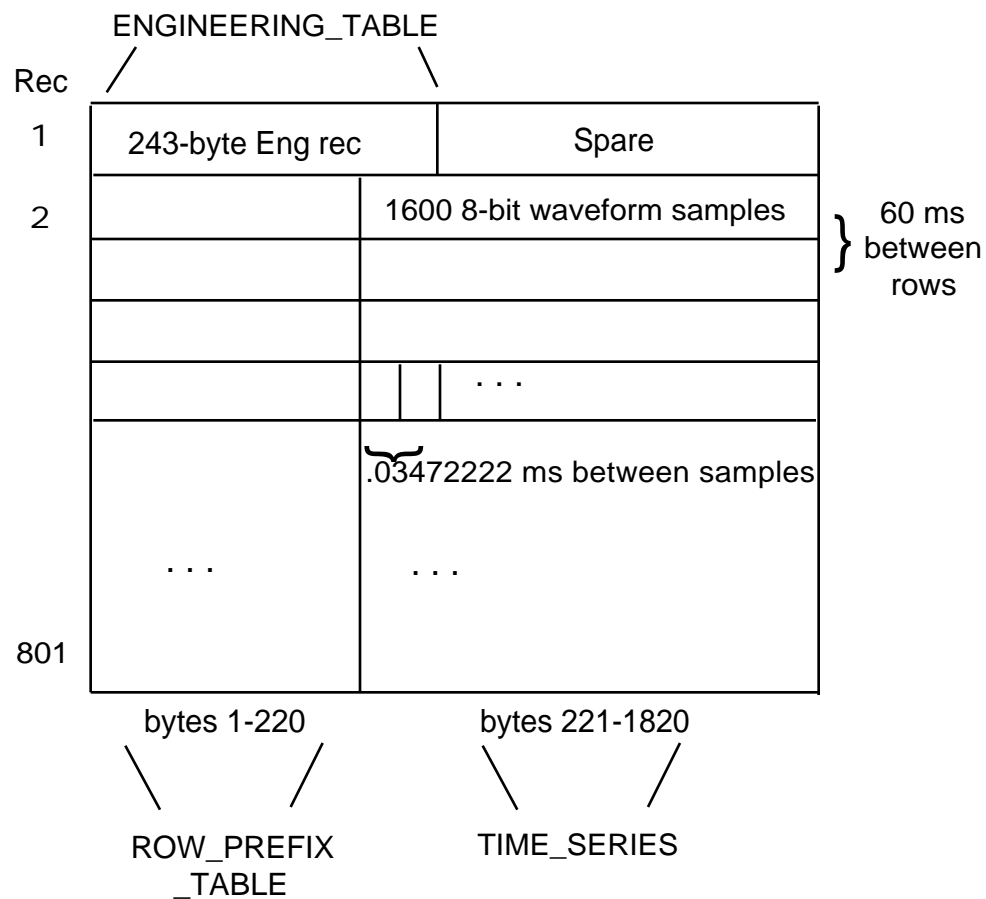 ENGINEERING_TABLE
Rec
1
243-byte Eng rec
Spare
2
1600 8-bit waveform samples
60 ms
between
rows
}
. . .
.03472222 ms between samples
. . .
. . .
801
bytes 1-220
bytes 221-1820
ROW_PREFIX
_TABLE
TIME_SERIES